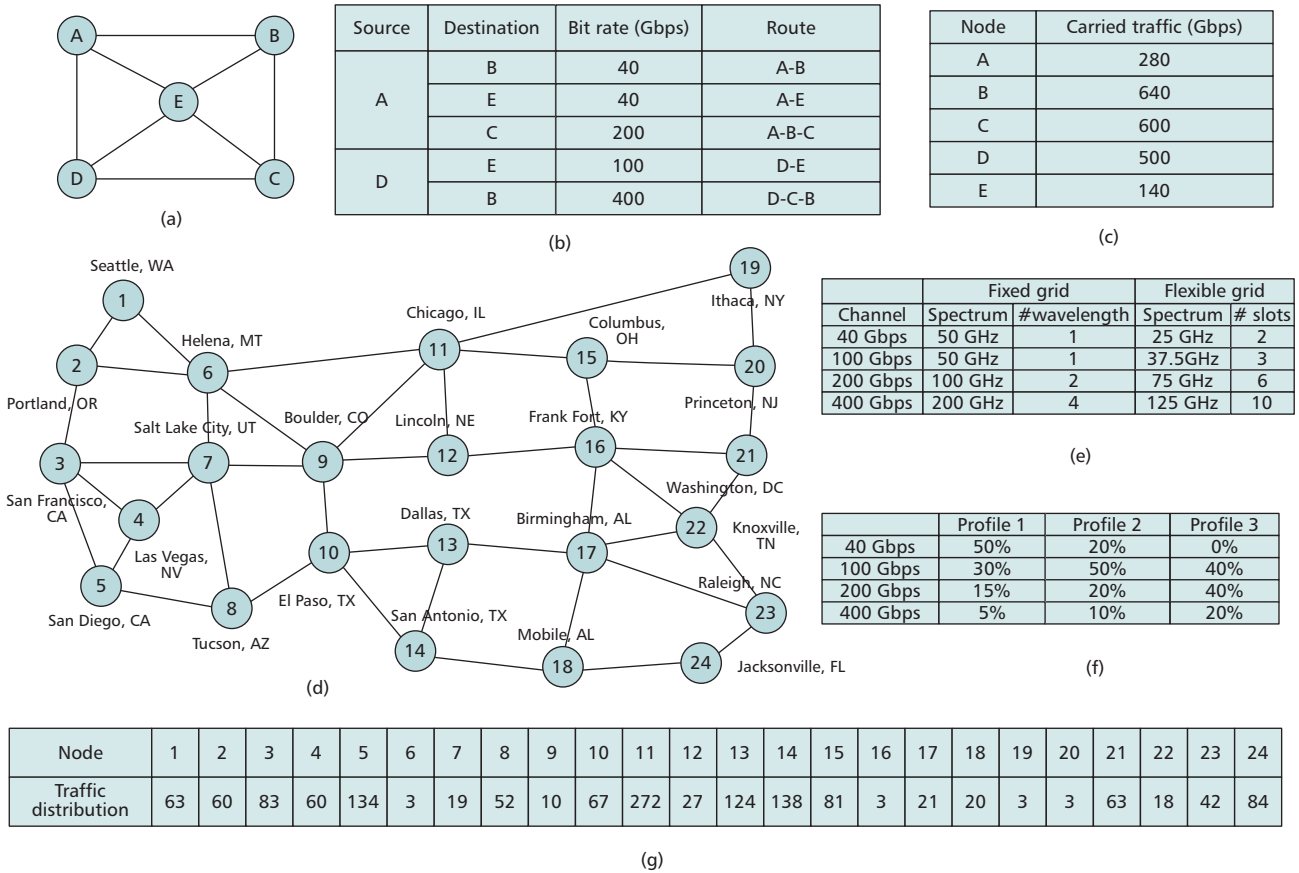 A
B
E
D
C
(a)
Source Destination Bit rate (Gbps) Route
A
B 40 A-B
E 40 A-E
C 200 A-B-C
D
E 100 D-E
B 400 D-C-B
(b)
Node Carried traffic (Gbps)
A 280
B 640
C 600
D 500
E 140
(c)
Seattle, WA
1
2
Portland, OR
Helena, MT
6
3
San Francisco,
CA
Salt Lake City, UT
7
4
Las Vegas,
NV
5
San Diego, CA
8
Tucson, AZ
Boulder, CO
9
10
El Paso, TX
Chicago, IL
11
Lincoln, NE
12
Dallas, TX
13
San Antonio, TX
14
Columbus,
OH
15
Frank Fort, KY
16
Birmingham, AL
17
Mobile, AL
18
19
Ithaca, NY
20
Princeton, NJ
21
Washington, DC
22
Knoxville,
TN
Raleigh, NC
23
24
Jacksonville, FL
(d)
Fixed grid Flexible grid
Channel Spectrum #wavelength Spectrum # slots
40 Gbps 50 GHz 1 25 GHz 2
100 Gbps 50 GHz 1 37.5GHz 3
200 Gbps 100 GHz 2 75 GHz 6
400 Gbps 200 GHz 4 125 GHz 10
(e)
Profile 1 Profile 2 Profile 3
40 Gbps 50% 20% 0%
100 Gbps 30% 50% 40%
200 Gbps 15% 20% 40%
400 Gbps 5% 10% 20%
(f)
Node 1 2 3 4 5 6 7 8 9 10 11 12 13 14 15 16 17 18 19 20 21 22 23 24
Traffic
distribution 63 60 83 60 134 3 19 52 10 67 272 27 124 138 81 3 21 20 3 3 63 18 42 84
(g)